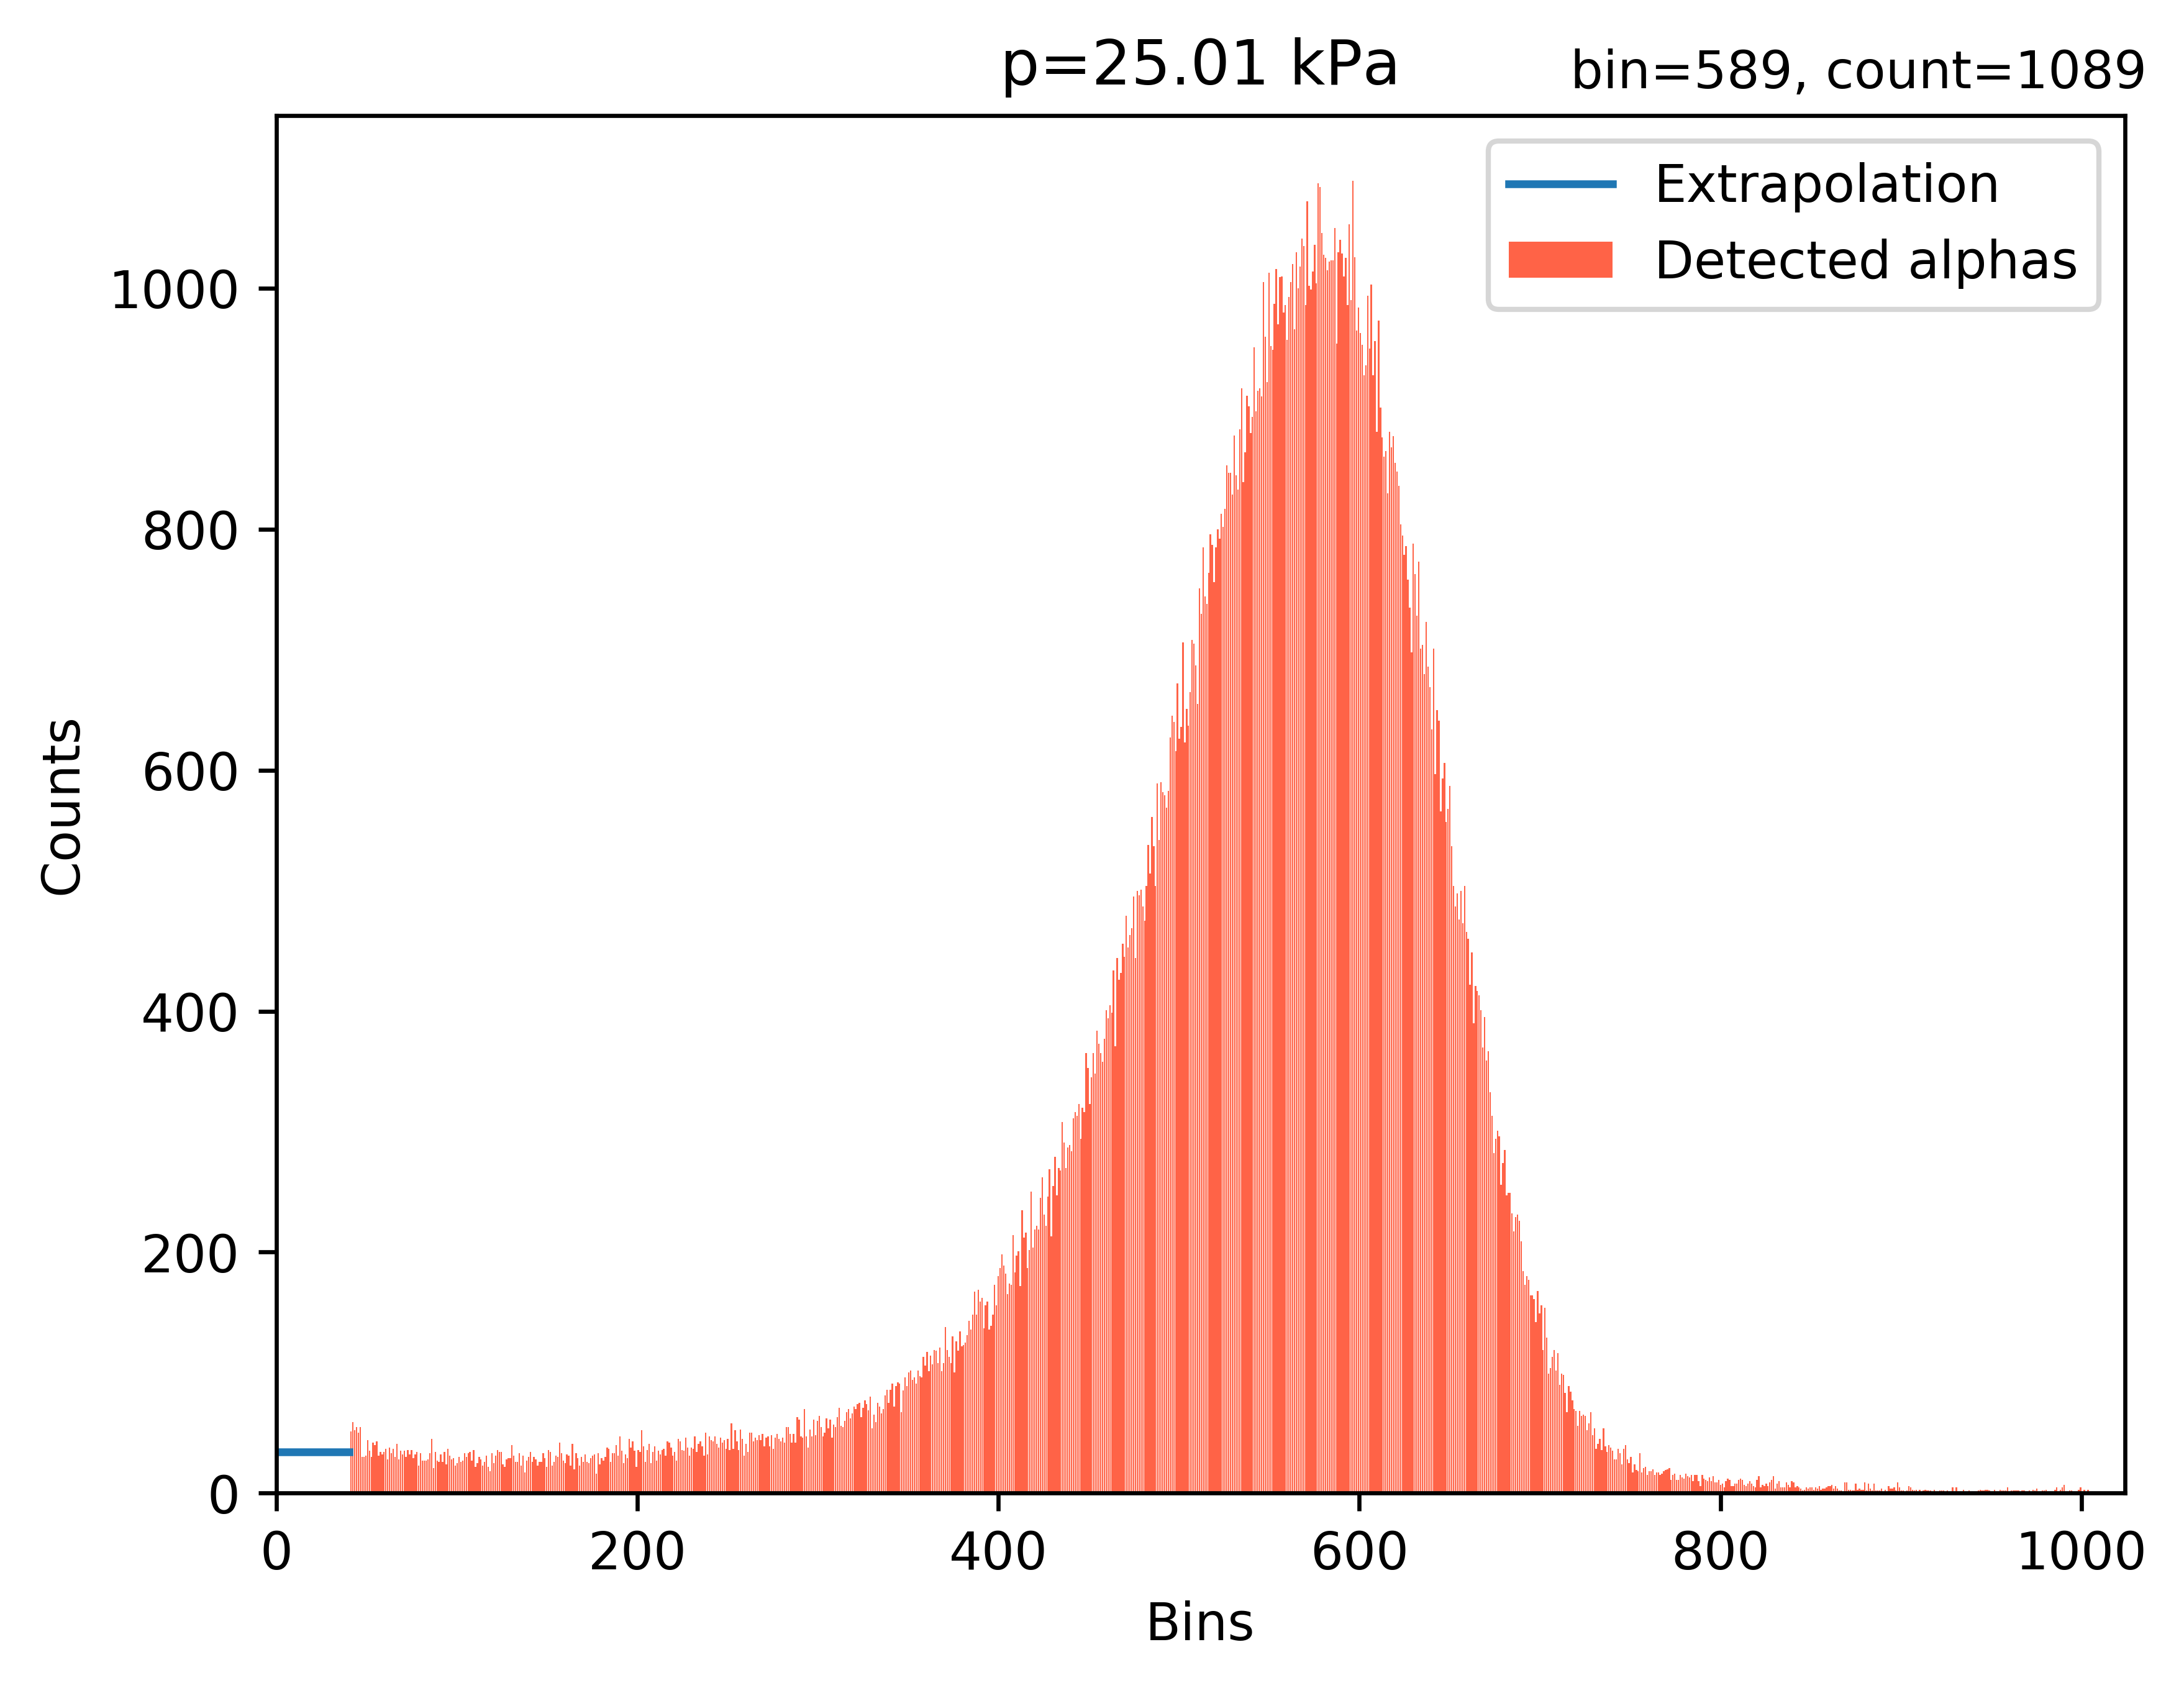 p=25.01 kPa
bin=589, count=1089
Extrapolation
Detected alphas
Counts
1000
800
600
400
200
0
0 200 400 600 800 1000
Bins